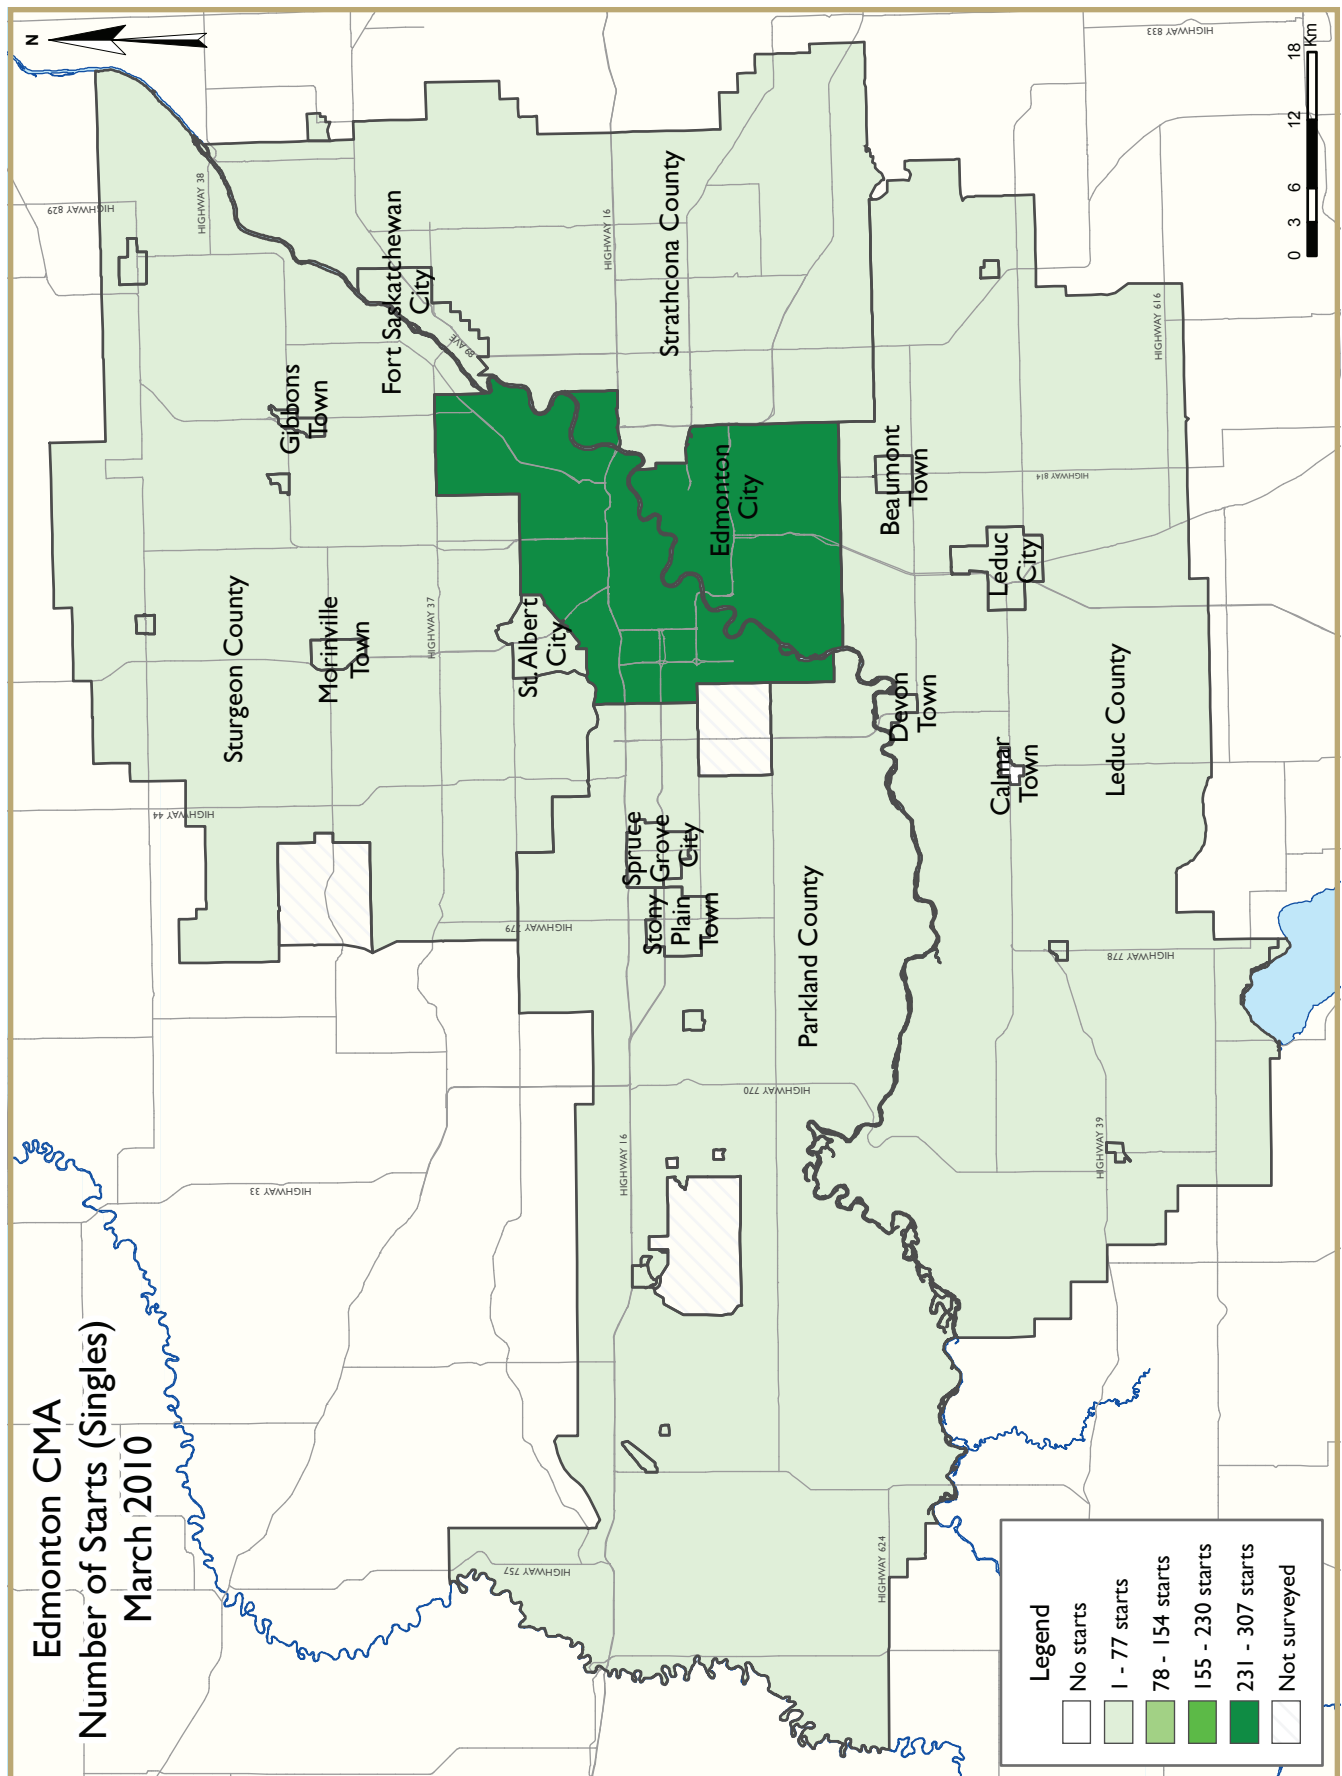 Edmonton CMA
Number of Starts (Singles)
March 2010
N
HIGHWAY 829
HIGHWAY 38
HIGHWAY 833
HIGHWAY 44
Sturgeon County
Gibbons
Town
Morinville
Town
Fort Saskatchewan
City
HIGHWAY 33
HIGHWAY 37
89 AVE
HIGHWAY 779
St. Albert
City
HIGHWAY 757
HIGHWAY 16
HIGHWAY 16
Strathcona County
Spruce
Grove
City
Stony
Plain
Town
Edmonton
City
HIGHWAY 770
Parkland County
HIGHWAY 624
Devon
Town
Beaumont
Town
Calmar
Town
Leduc
City
HIGHWAY 814
HIGHWAY 39
HIGHWAY 778
Leduc County
HIGHWAY 616
Legend
No starts
1 - 77 starts
78 - 154 starts
155 - 230 starts
231 - 307 starts
Not surveyed
0 3 6 12 18
Km